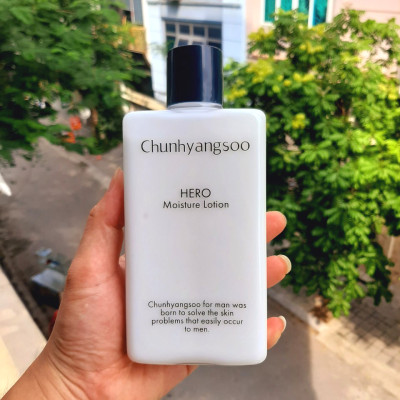 Chunhyangsoo
HERO
Moisture Lotion
Chunhyangsoo for man was
born to solve the skin
problems that easily occur
to men.